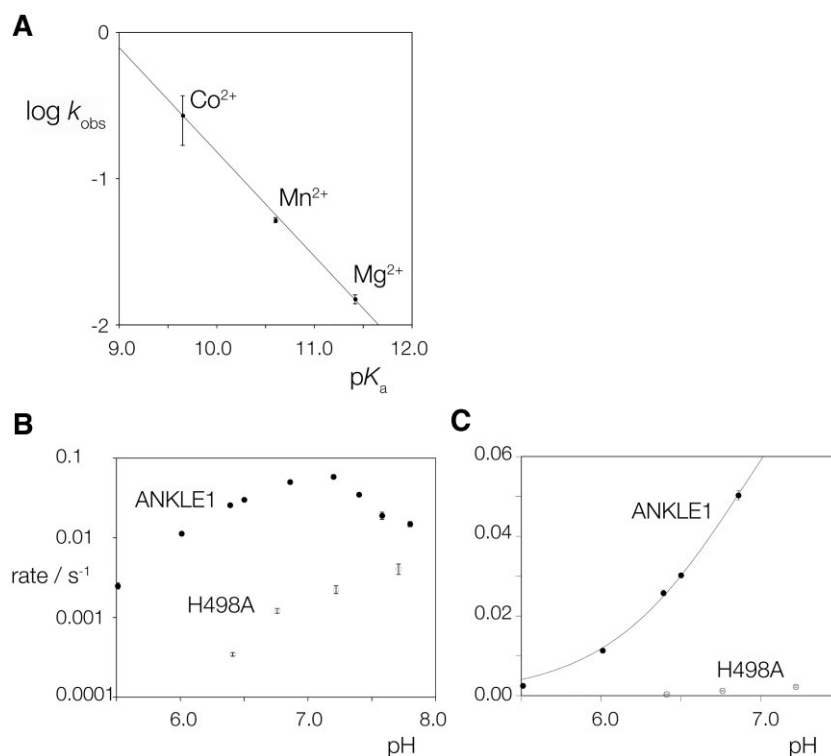 A
0
log kobs
Co²⁺
-1
Mn²⁺
Mg²⁺
-2
9.0 10.0 11.0 12.0
pKa
B
0.1
ANKLE1
0.01
rate / s⁻¹
H498A
0.001
0.0001
6.0 7.0 8.0
pH
C
0.06
ANKLE1
0.04
0.02
H498A
0.00
6.0 7.0
pH